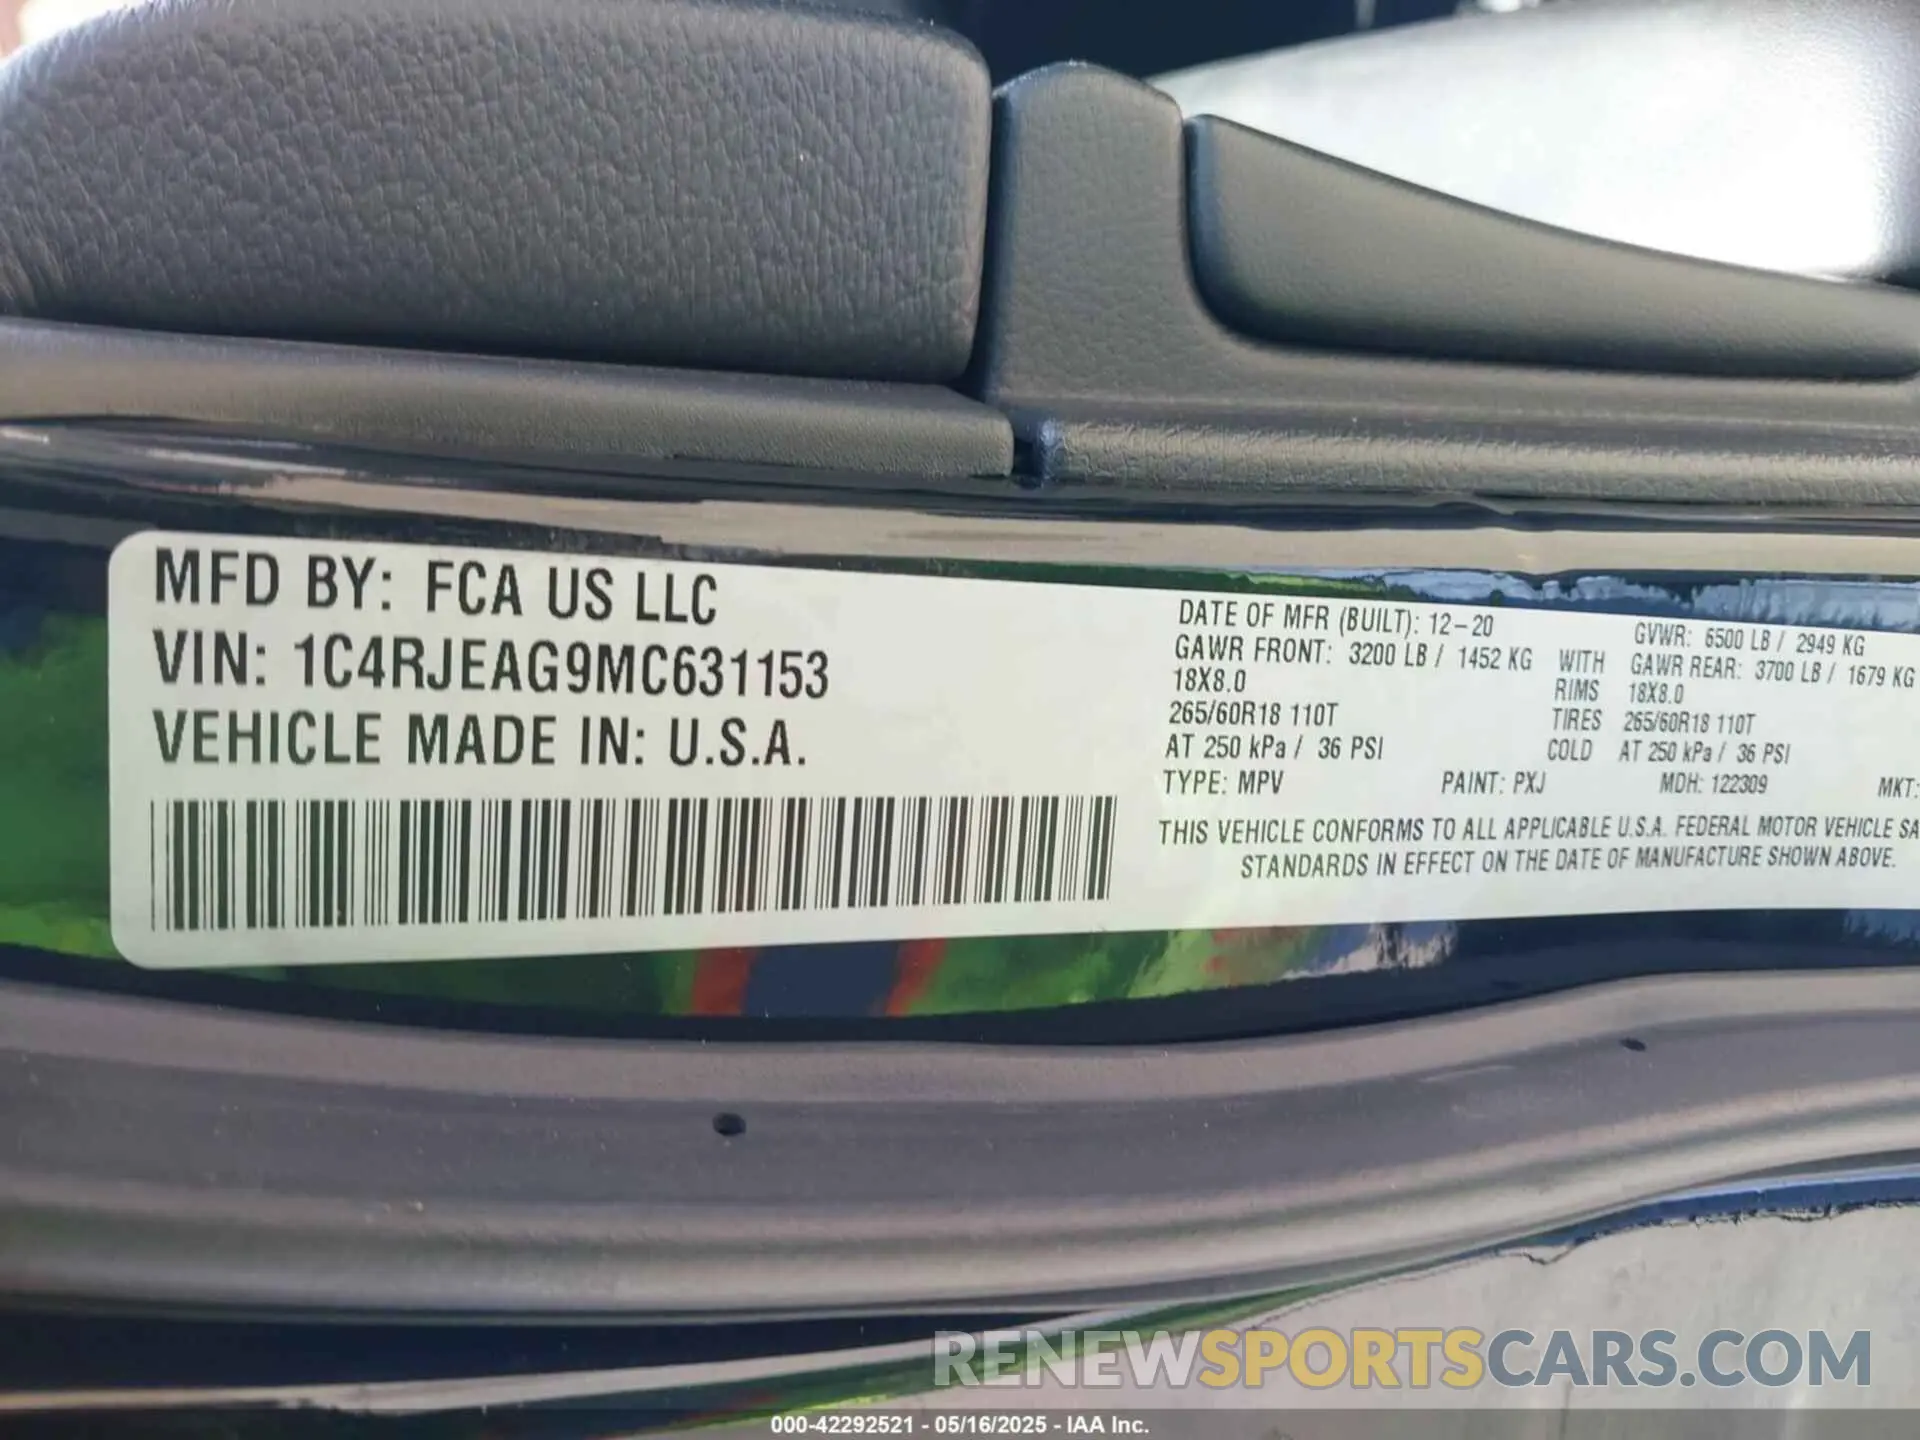 MFD BY: FCA US LLC
VIN: 1C4RJEAG9MC631153
VEHICLE MADE IN: U.S.A.
DATE OF MFR (BUILT): 12-20 GVWR: 6500 LB / 2949 KG
GAWR FRONT: 3200 LB / 1452 KG WITH GAWR REAR: 3700 LB / 1679 KG
18X8.0 RIMS 18X8.0
265/60R18 110T TIRES 265/60R18 110T
AT 250 kPa / 36 PSI COLD AT 250 kPa / 36 PSI
TYPE: MPV PAINT: PXJ MDH: 122309 MKT:
THIS VEHICLE CONFORMS TO ALL APPLICABLE U.S.A. FEDERAL MOTOR VEHICLE SA
STANDARDS IN EFFECT ON THE DATE OF MANUFACTURE SHOWN ABOVE.
RENEWSPORTSCARS.COM
000-42292521 - 05/16/2025 - IAA Inc.